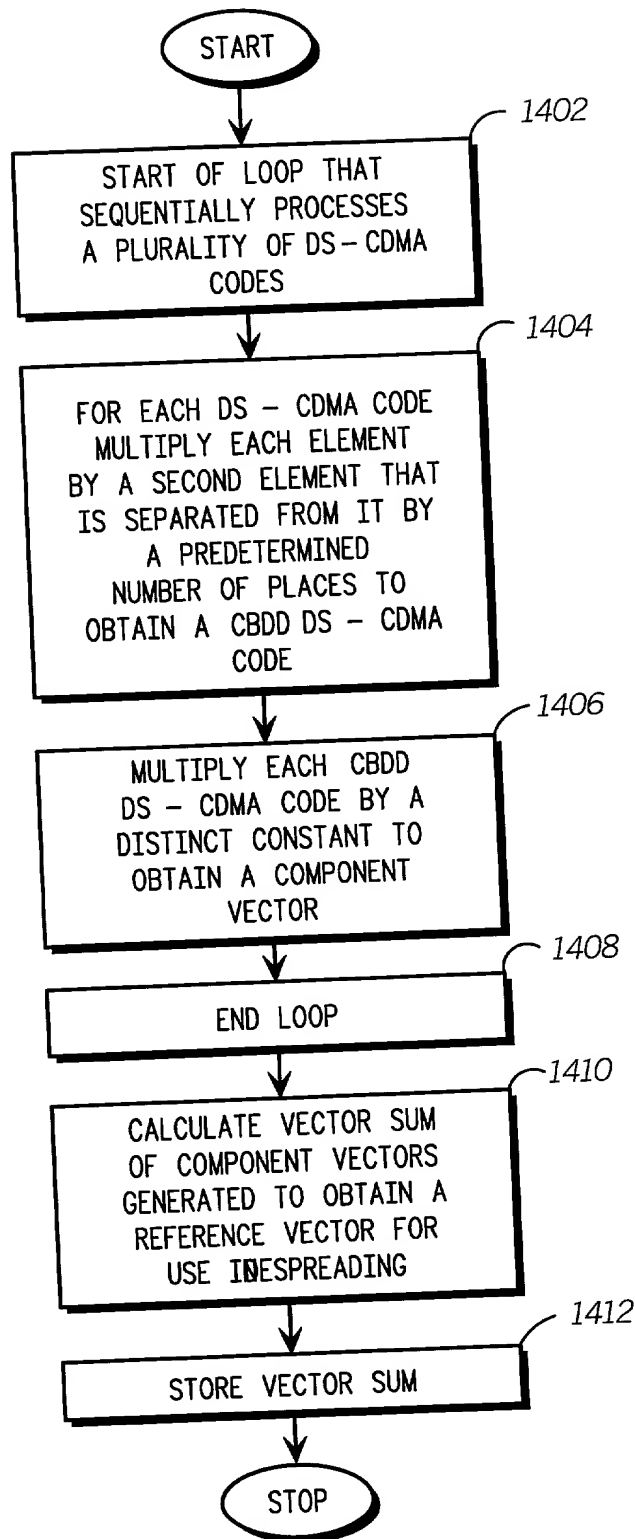 START
1402
START OF LOOP THAT
SEQUENTIALLY PROCESSES
A PLURALITY OF DS-CDMA
CODES
1404
FOR EACH DS - CDMA CODE
MULTIPLY EACH ELEMENT
BY A SECOND ELEMENT THAT
IS SEPARATED FROM IT BY
A PREDETERMINED
NUMBER OF PLACES TO
OBTAIN A CBDD DS - CDMA
CODE
1406
MULTIPLY EACH CBDD
DS - CDMA CODE BY A
DISTINCT CONSTANT TO
OBTAIN A COMPONENT
VECTOR
1408
END LOOP
1410
CALCULATE VECTOR SUM
OF COMPONENT VECTORS
GENERATED TO OBTAIN A
REFERENCE VECTOR FOR
USE INDESPREADING
1412
STORE VECTOR SUM
STOP